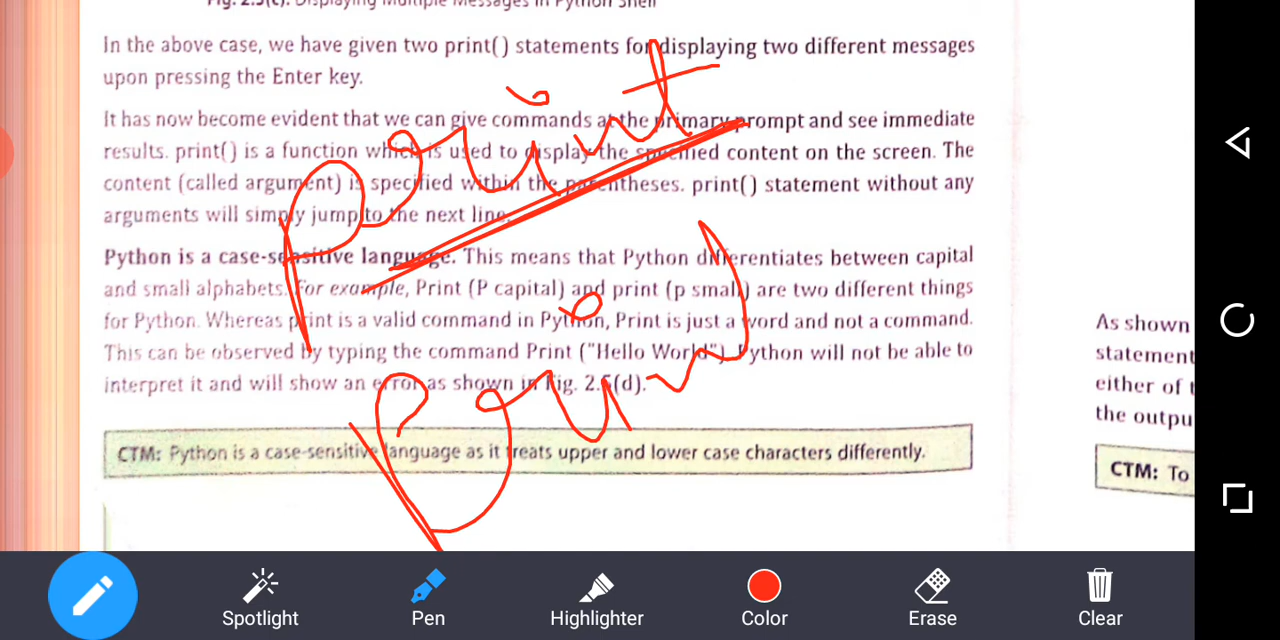 Fig. 2.5(c): Displaying Multiple Messages in Python Shell
In the above case, we have given two print() statements for displaying two different messages
upon pressing the Enter key.
It has now become evident that we can give commands at the primary prompt and see immediate
results. print() is a function which is used to display the specified content on the screen. The
content (called argument) is specified within the parentheses. print() statement without any
arguments will simply jump to the next line.
Python is a case-sensitive language. This means that Python differentiates between capital
and small alphabets. For example, Print (P capital) and print (p small) are two different things
for Python. Whereas print is a valid command in Python, Print is just a word and not a command.
This can be observed by typing the command Print ("Hello World"). Python will not be able to
interpret it and will show an error as shown in Fig. 2.5(d).
CTM: Python is a case-sensitive language as it treats upper and lower case characters differently.
print
As shown
statement
either of
the outpu
CTM: To
Spotlight
Pen
Highlighter
Color
Erase
Clear